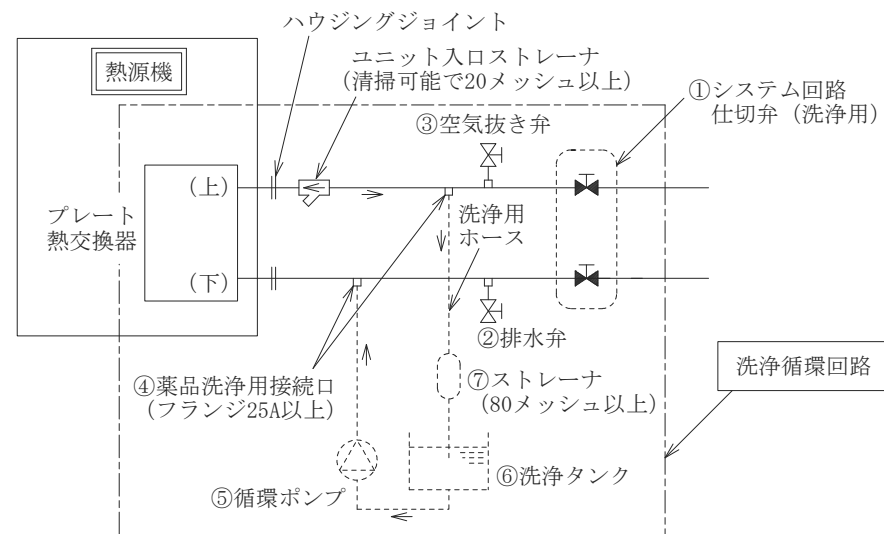 ハウジングジョイント
熱源機
ユニット入口ストレーナ
(清掃可能で20メッシュ以上)
①システム回路
仕切弁(洗浄用)
③空気抜き弁
(上)
プレート
熱交換器
洗浄用
ホース
(下)
②排水弁
④薬品洗浄用接続口
(フランジ25A以上)
⑦ストレーナ
(80メッシュ以上)
洗浄循環回路
⑤循環ポンプ
⑥洗浄タンク